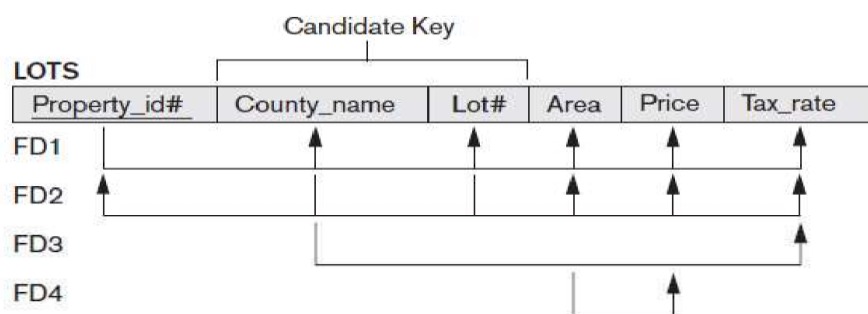 Candidate Key
LOTS
Property_id# County_name Lot# Area Price Tax_rate
FD1
FD2
FD3
FD4